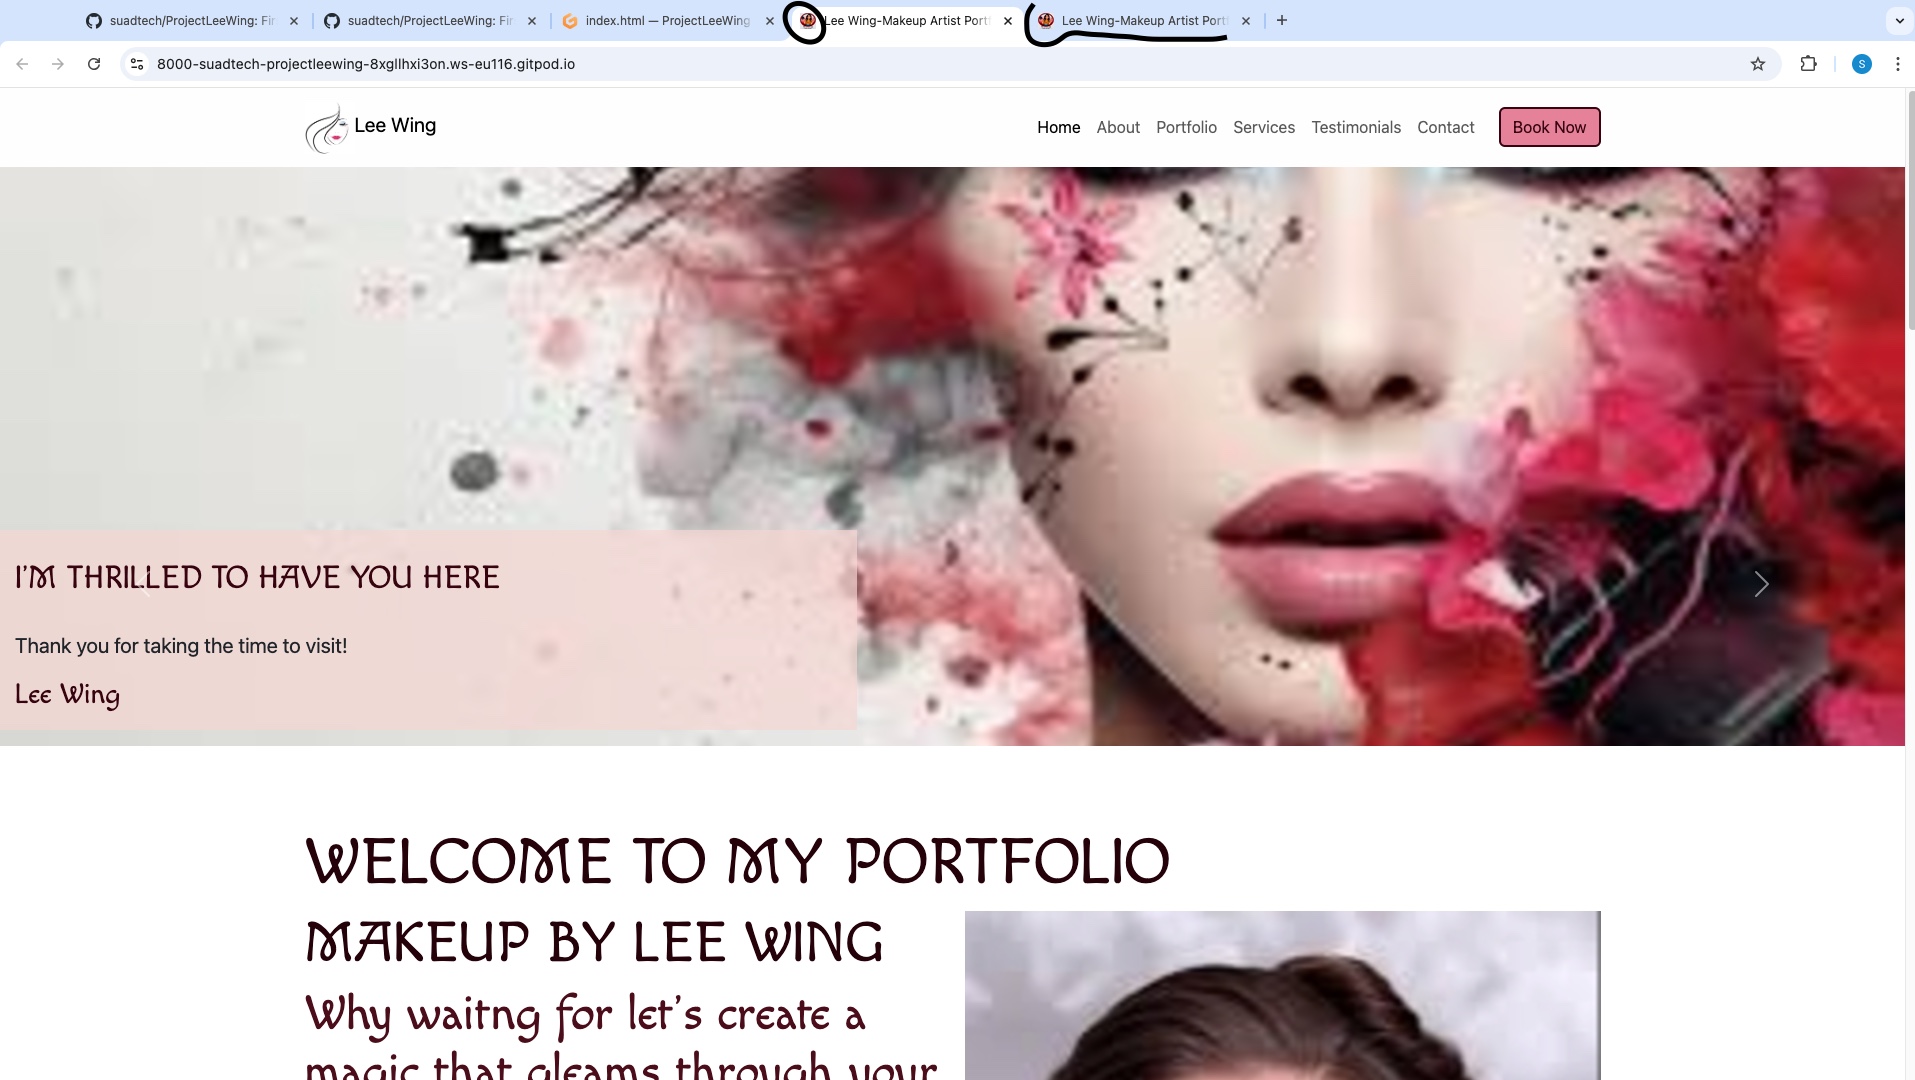 suadtech/ProjectLeeWing: Fir
suadtech/ProjectLeeWing: Fir
index.html — ProjectLeeWing
Lee Wing-Makeup Artist Portf
Lee Wing-Makeup Artist Portf
8000-suadtech-projectleewing-8xgllhxi3on.ws-eu116.gitpod.io
S
Lee Wing
Home About Portfolio Services Testimonials Contact Book Now
I'M THRILLED TO HAVE YOU HERE
Thank you for taking the time to visit!
Lee Wing
WELCOME TO MY PORTFOLIO
MAKEUP BY LEE WING
Why waitng for let's create a
magic that gleams through your